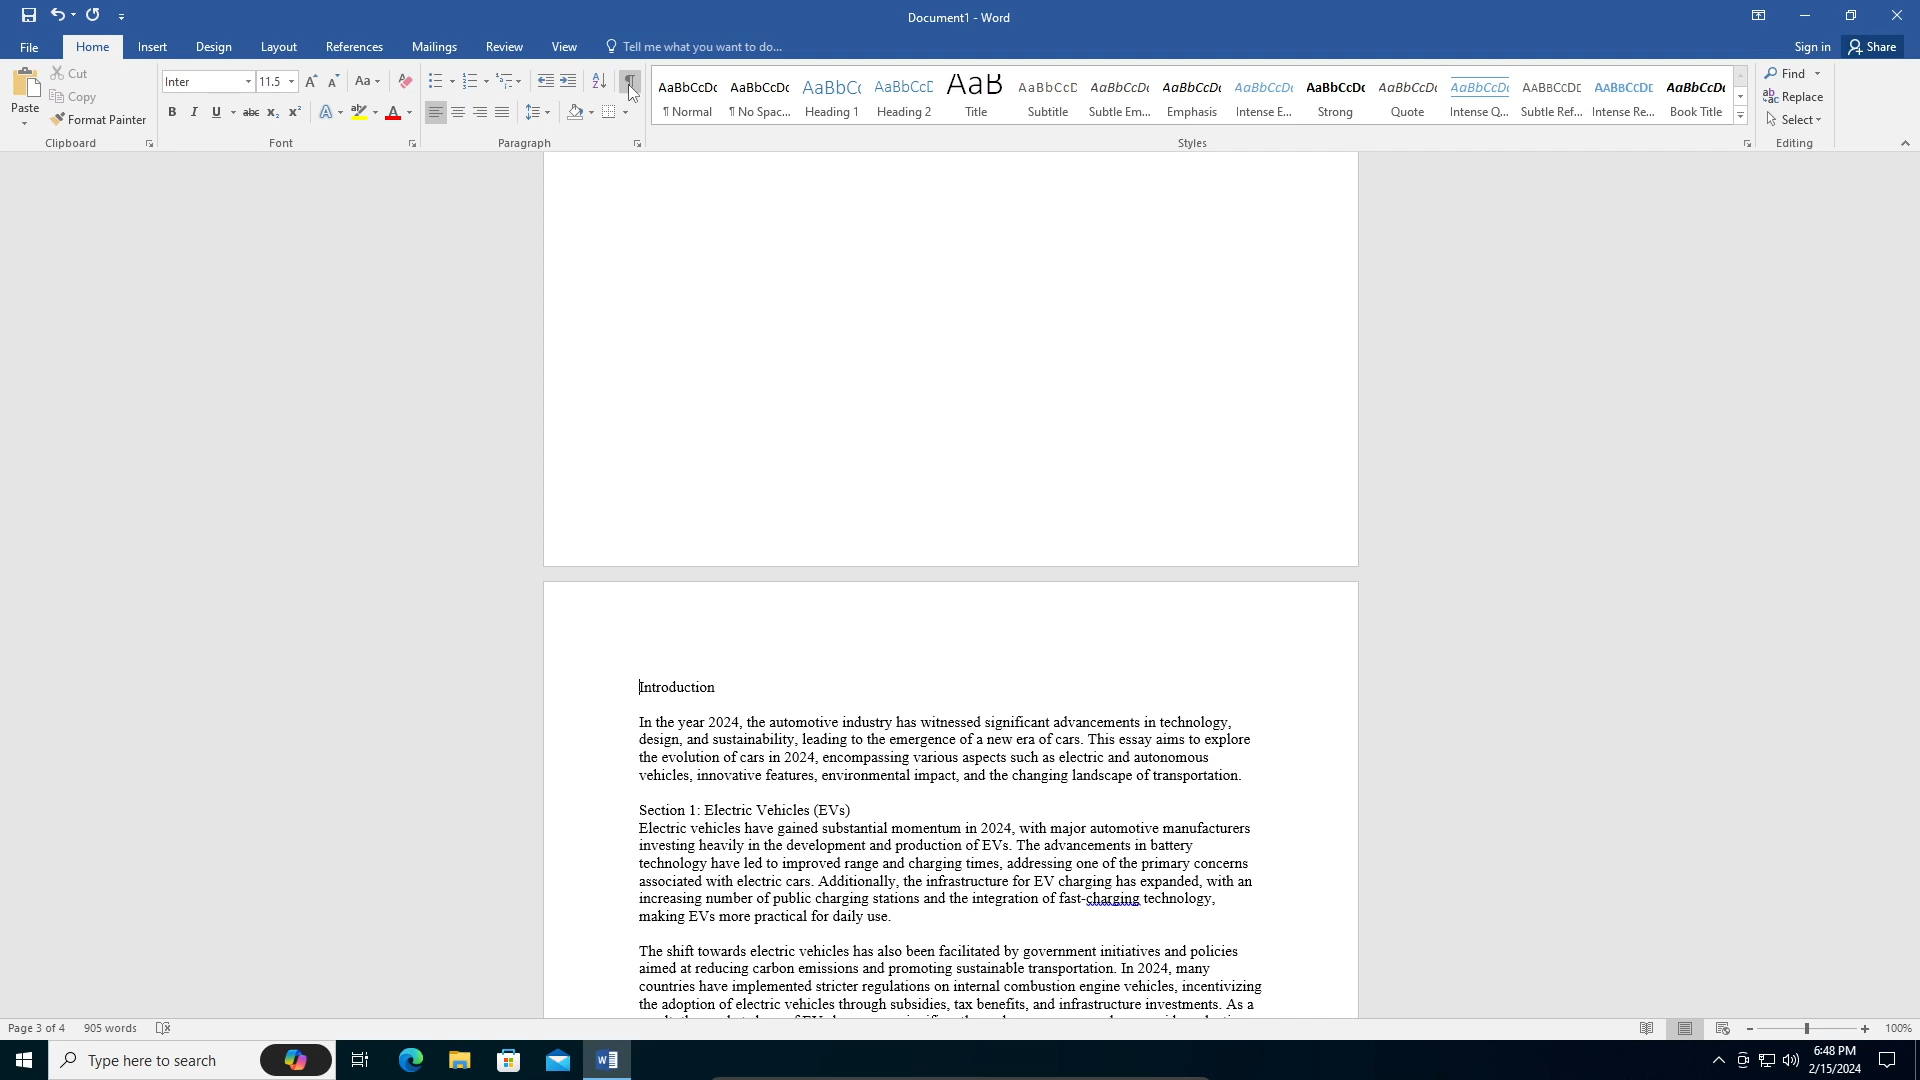 Document1 - Word
File Home Insert Design Layout References Mailings Review View Tell me what you want to do... Sign in Share
Paste
Cut
Copy
Format Painter
Clipboard
Inter 11.5
Font
Paragraph
AaBbCcDc AaBbCcDc AaBbC AaBbCcD AaB AaBbCcD AaBbCcDc AaBbCcDc AaBbCcDc AaBbCcDc AaBbCcDc AaBbCcDc AABBCCDE AABBCCDE AaBbCcDc
¶ Normal ¶ No Spac... Heading 1 Heading 2 Title Subtitle Subtle Em... Emphasis Intense E... Strong Quote Intense Q... Subtle Ref... Intense Re... Book Title
Styles
Find
Replace
Select
Editing
Introduction
In the year 2024, the automotive industry has witnessed significant advancements in technology,
design, and sustainability, leading to the emergence of a new era of cars. This essay aims to explore
the evolution of cars in 2024, encompassing various aspects such as electric and autonomous
vehicles, innovative features, environmental impact, and the changing landscape of transportation.
Section 1: Electric Vehicles (EVs)
Electric vehicles have gained substantial momentum in 2024, with major automotive manufacturers
investing heavily in the development and production of EVs. The advancements in battery
technology have led to improved range and charging times, addressing one of the primary concerns
associated with electric cars. Additionally, the infrastructure for EV charging has expanded, with an
increasing number of public charging stations and the integration of fast-charging technology,
making EVs more practical for daily use.
The shift towards electric vehicles has also been facilitated by government initiatives and policies
aimed at reducing carbon emissions and promoting sustainable transportation. In 2024, many
countries have implemented stricter regulations on internal combustion engine vehicles, incentivizing
the adoption of electric vehicles through subsidies, tax benefits, and infrastructure investments. As a
Page 3 of 4 905 words 100%
Type here to search
6:48 PM
2/15/2024